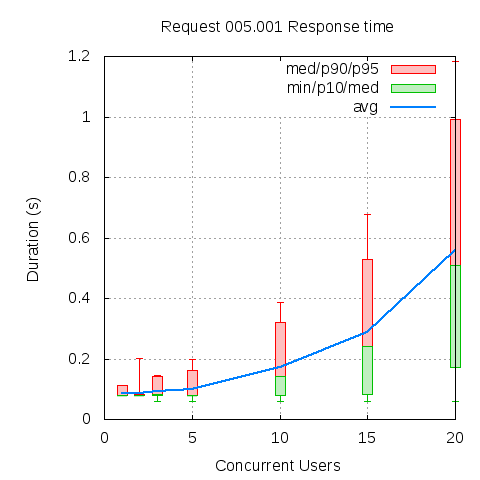 Request 005.001 Response time
med/p90/p95
min/p10/med
avg
1.2
1
0.8
0.6
0.4
0.2
0
Duration (s)
0 5 10 15 20
Concurrent Users